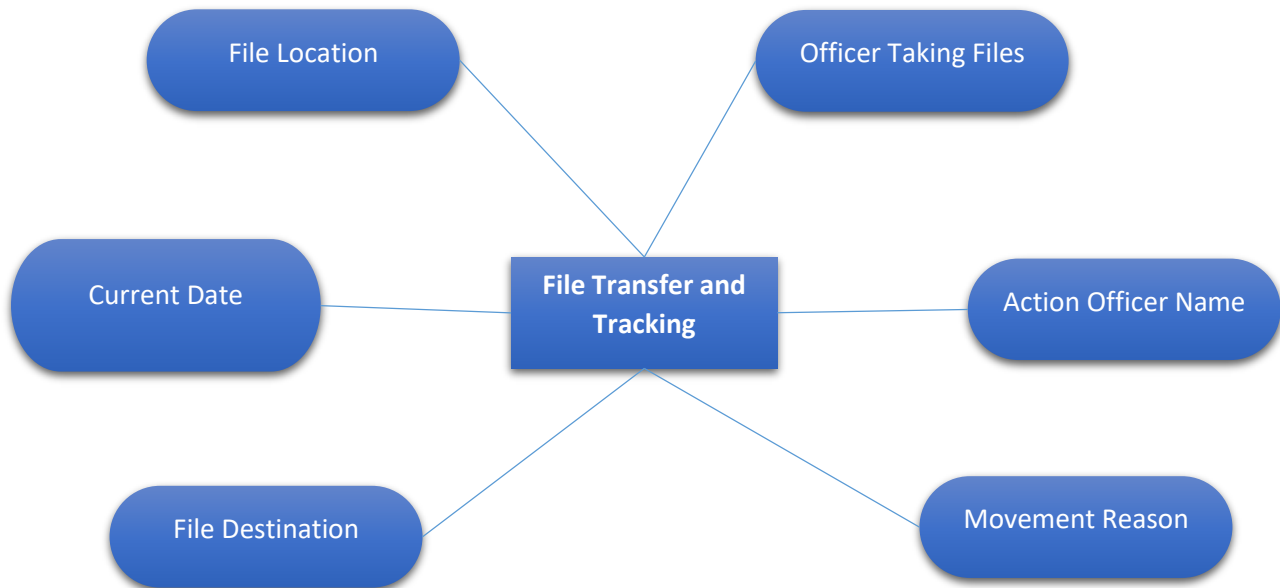 File Location
Officer Taking Files
Current Date
File Transfer and
Tracking
Action Officer Name
File Destination
Movement Reason